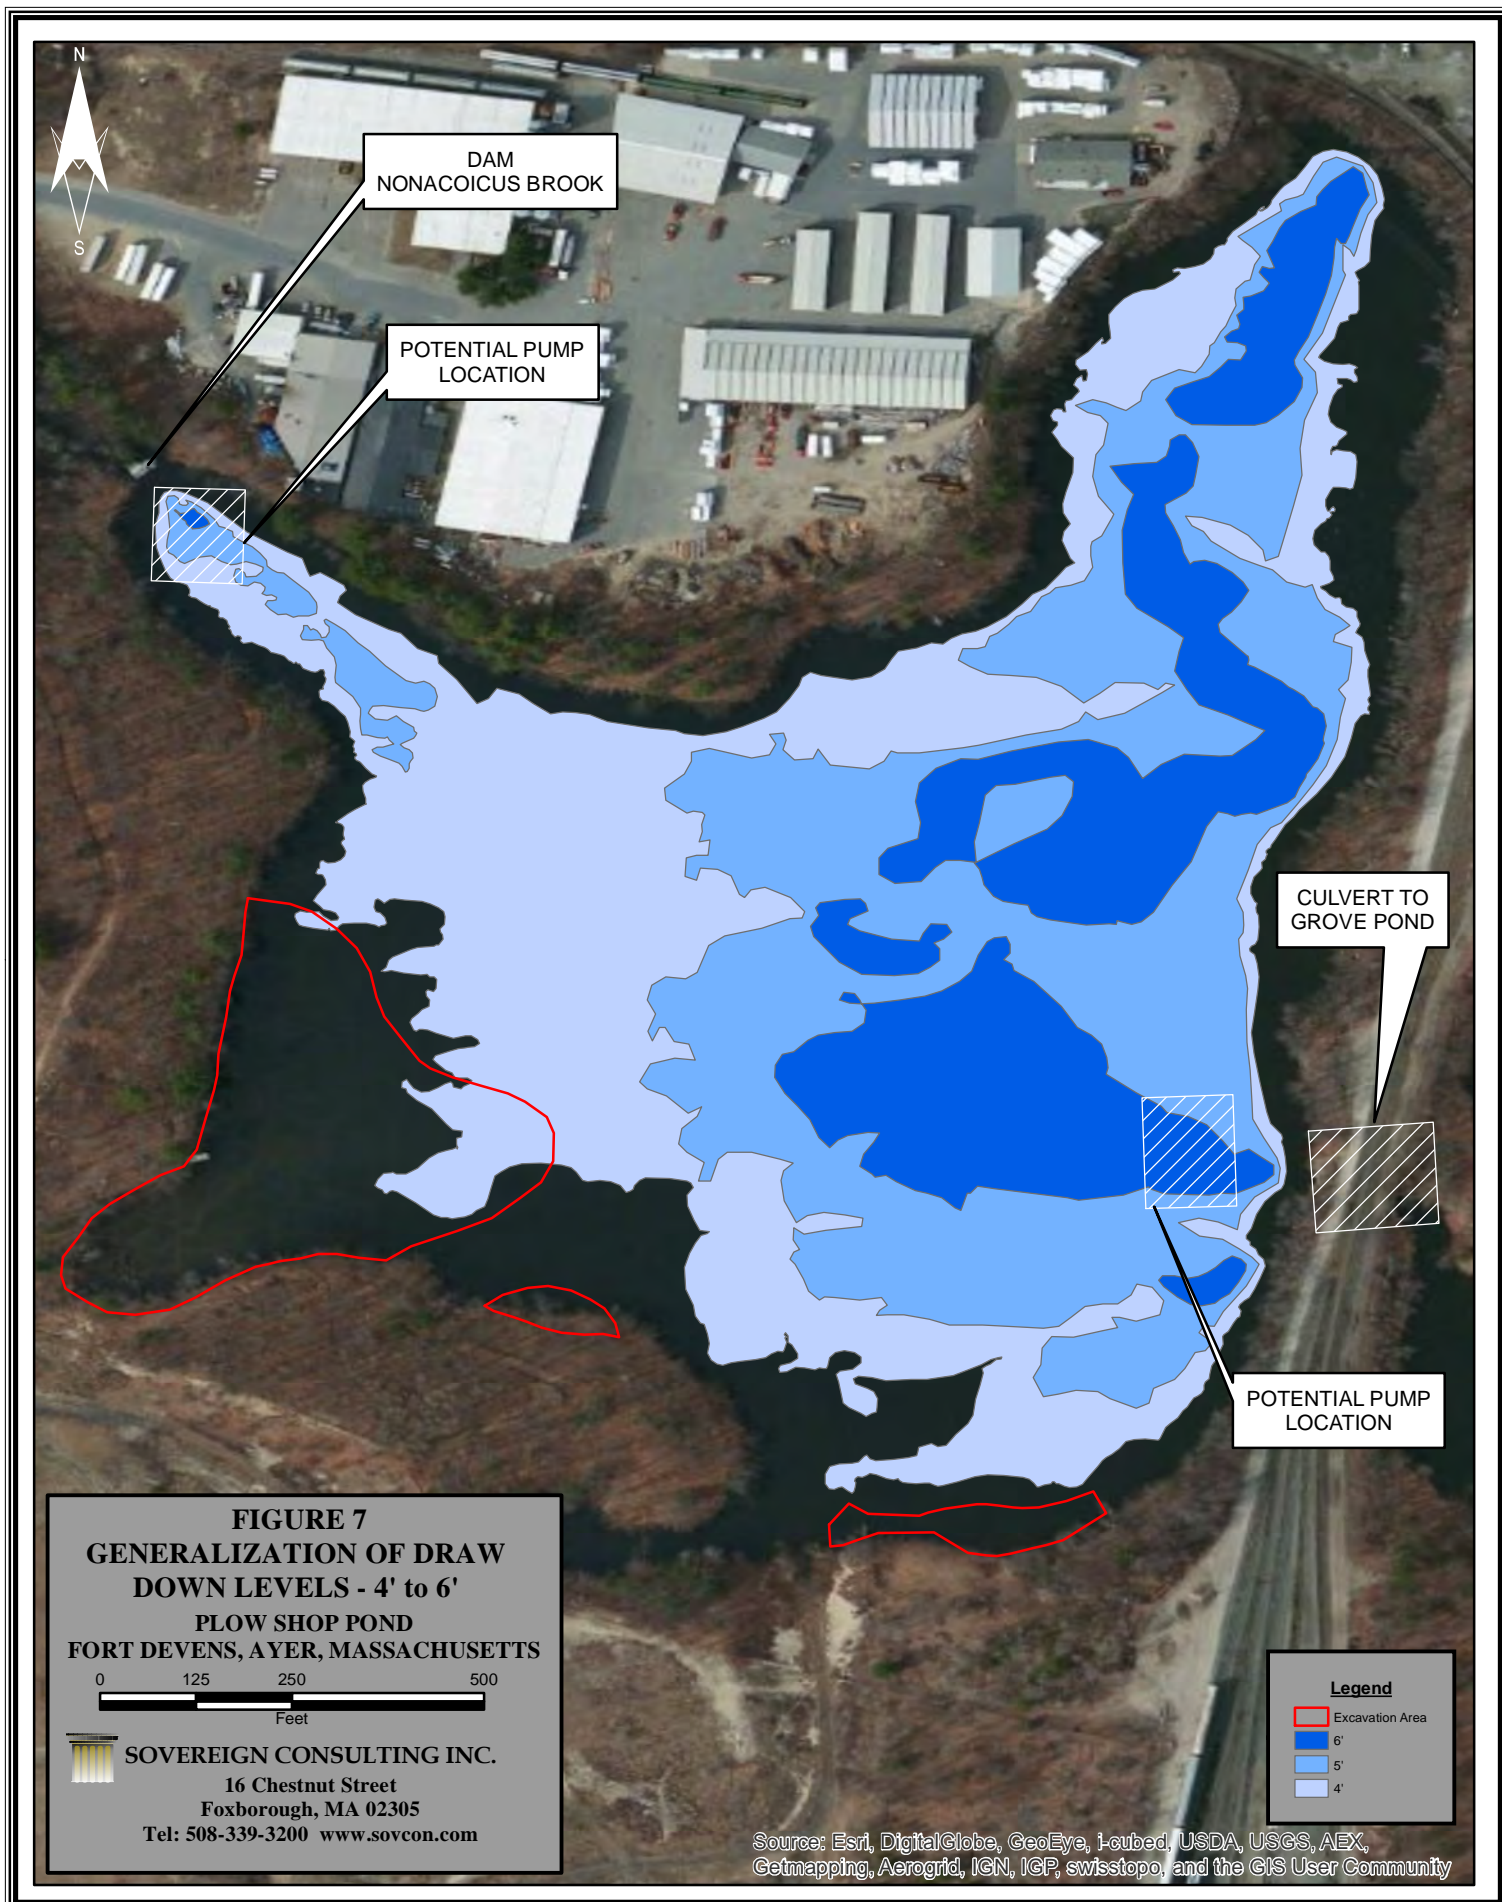 N
S
DAM
NONACOICUS BROOK
POTENTIAL PUMP
LOCATION
CULVERT TO
GROVE POND
POTENTIAL PUMP
LOCATION
FIGURE 7
GENERALIZATION OF DRAW
DOWN LEVELS - 4' to 6'
PLOW SHOP POND
FORT DEVENS, AYER, MASSACHUSETTS
0 125 250 500
Feet
SOVEREIGN CONSULTING INC.
16 Chestnut Street
Foxborough, MA 02305
Tel: 508-339-3200 www.sovcon.com
Legend
Excavation Area
6'
5'
4'
Source: Esri, DigitalGlobe, GeoEye, i-cubed, USDA, USGS, AEX,
Getmapping, Aerogrid, IGN, IGP, swisstopo, and the GIS User Community